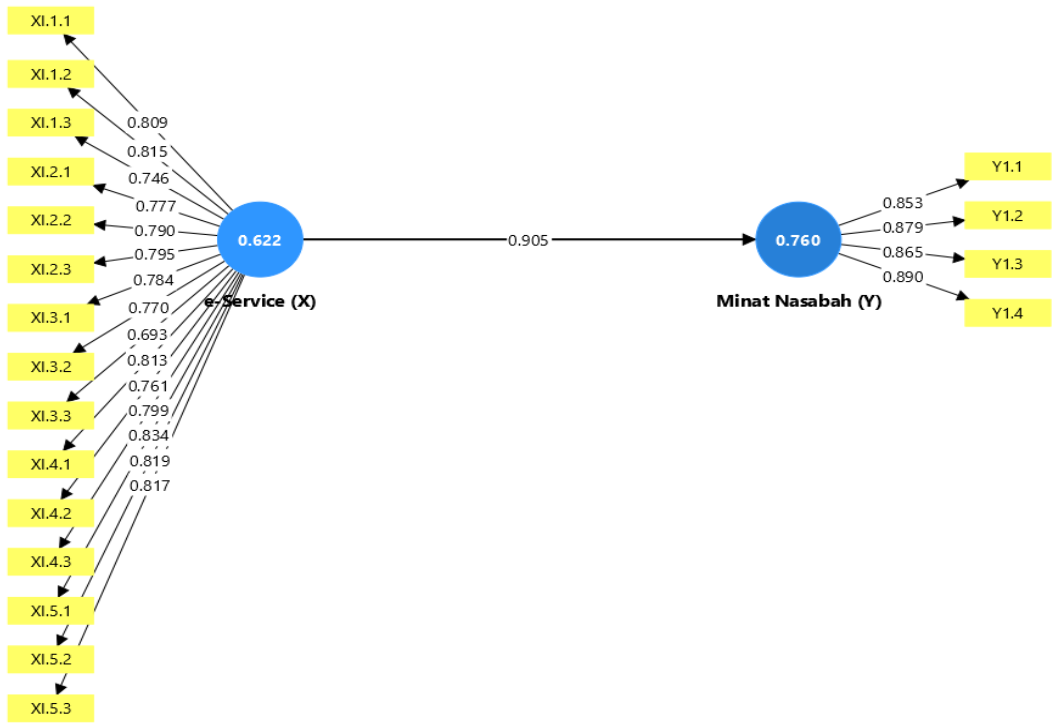 XI.1.1
XI.1.2
XI.1.3
XI.2.1
XI.2.2
XI.2.3
XI.3.1
XI.3.2
XI.3.3
XI.4.1
XI.4.2
XI.4.3
XI.5.1
XI.5.2
XI.5.3
0.809
0.815
0.746
0.777
0.790
0.795
0.784
0.770
0.693
0.813
0.761
0.799
0.834
0.819
0.817
0.622
e-Service (X)
0.905
0.760
Minat Nasabah (Y)
0.853
0.879
0.865
0.890
Y1.1
Y1.2
Y1.3
Y1.4